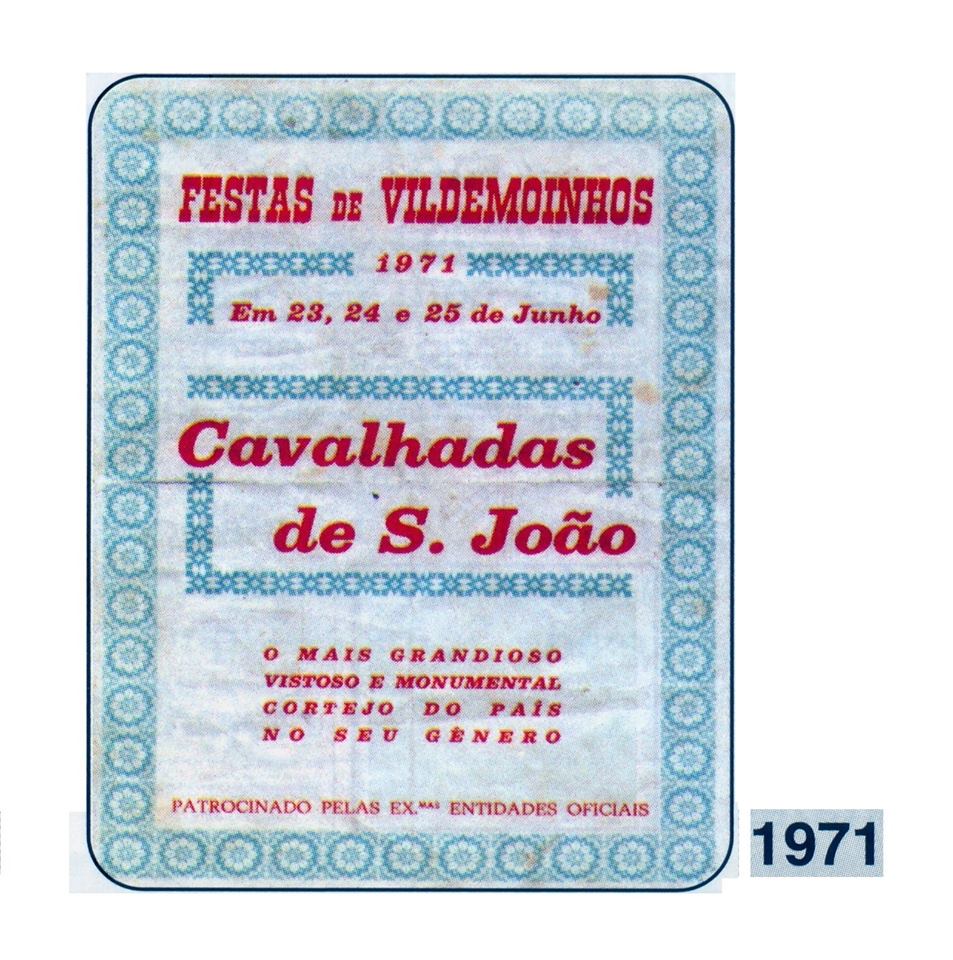 FESTAS DE VILDEMOINHOS
1971
Em 23, 24 e 25 de Junho
Cavalhadas
de S. João
O MAIS GRANDIOSO
VISTOSO E MONUMENTAL
CORTEJO DO PAÍS
NO SEU GÊNERO
PATROCINADO PELAS EX.MAS ENTIDADES OFICIAIS
1971